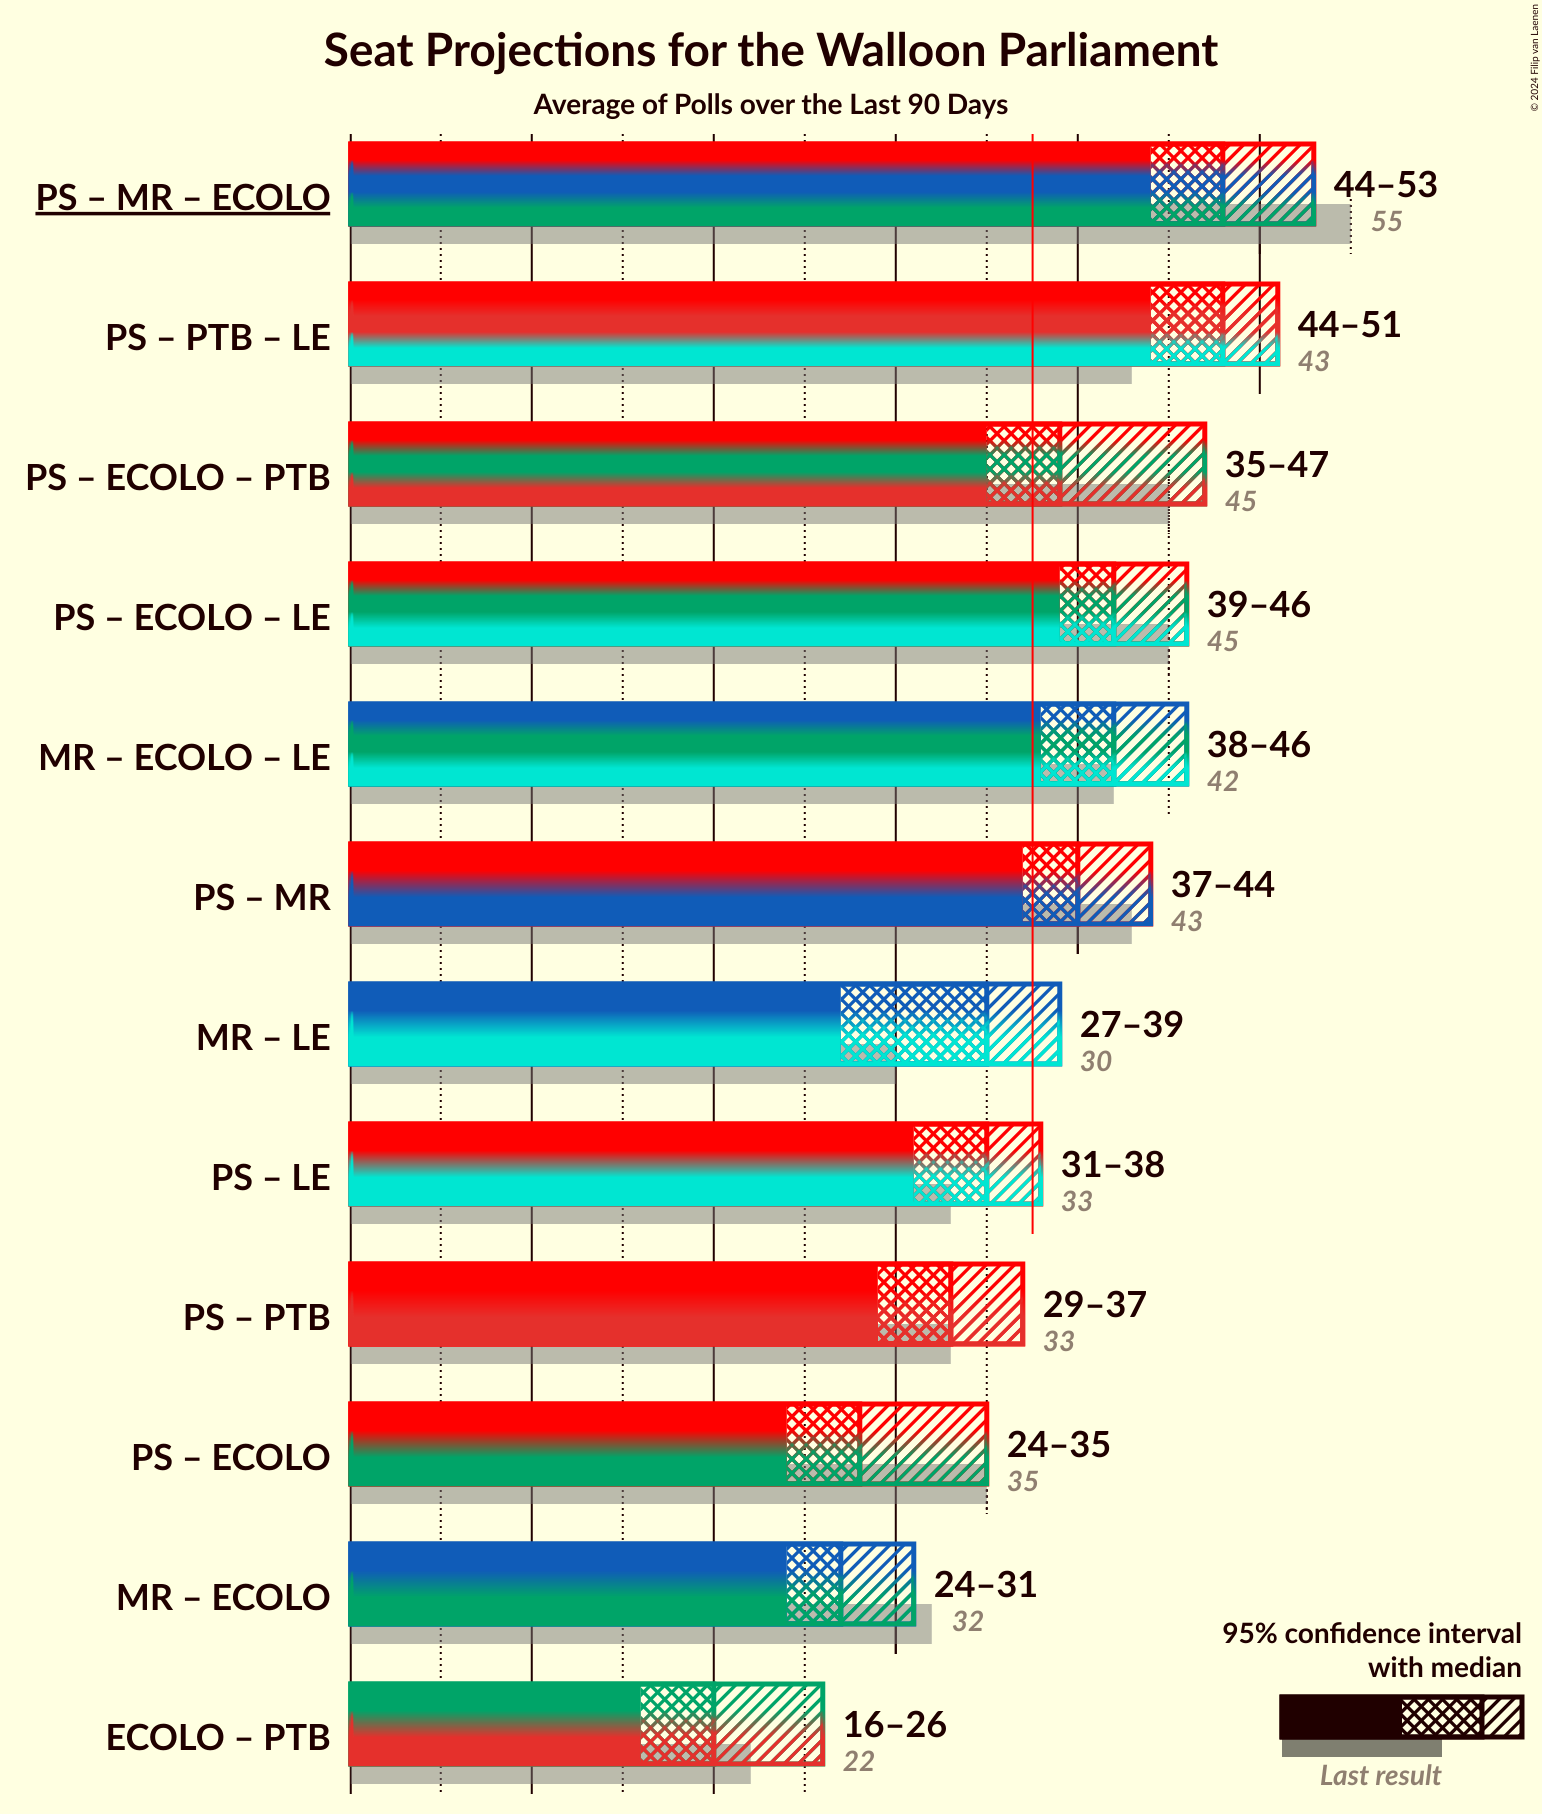 Seat Projections for the Walloon Parliament
Average of Polls over the Last 90 Days
© 2024 Filip van Laenen
PS – MR – ECOLO
44–53
55
PS – PTB – LE
44–51
43
PS – ECOLO – PTB
35–47
45
PS – ECOLO – LE
39–46
45
MR – ECOLO – LE
38–46
42
PS – MR
37–44
43
MR – LE
27–39
30
PS – LE
31–38
33
PS – PTB
29–37
33
PS – ECOLO
24–35
35
MR – ECOLO
24–31
32
ECOLO – PTB
16–26
22
95% confidence interval
with median
Last result